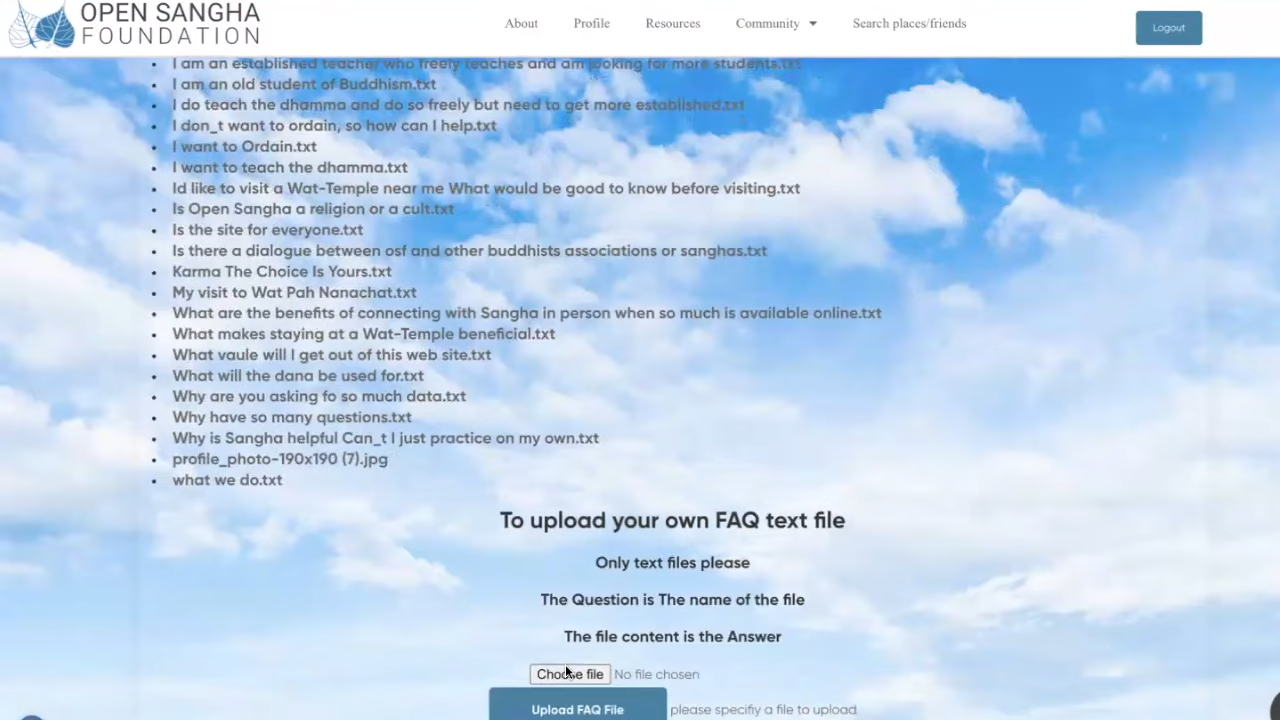 OPEN SANGHA
FOUNDATION
About Profile Resources Community Search places/friends Logout
I am an established teacher who freely teaches and am looking for more students.txt
I am an old student of Buddhism.txt
I do teach the dhamma and do so freely but need to get more established.txt
I don_t want to ordain, so how can I help.txt
I want to Ordain.txt
I want to teach the dhamma.txt
Id like to visit a Wat-Temple near me What would be good to know before visiting.txt
Is Open Sangha a religion or a cult.txt
Is the site for everyone.txt
Is there a dialogue between osf and other buddhists associations or sanghas.txt
Karma The Choice Is Yours.txt
My visit to Wat Pah Nanachat.txt
What are the benefits of connecting with Sangha in person when so much is available online.txt
What makes staying at a Wat-Temple beneficial.txt
What vaule will I get out of this web site.txt
What will the dana be used for.txt
Why are you asking fo so much data.txt
Why have so many questions.txt
Why is Sangha helpful Can_t I just practice on my own.txt
profile_photo-190x190 (7).jpg
what we do.txt
To upload your own FAQ text file
Only text files please
The Question is The name of the file
The file content is the Answer
Choose file No file chosen
Upload FAQ File please specifiy a file to upload.